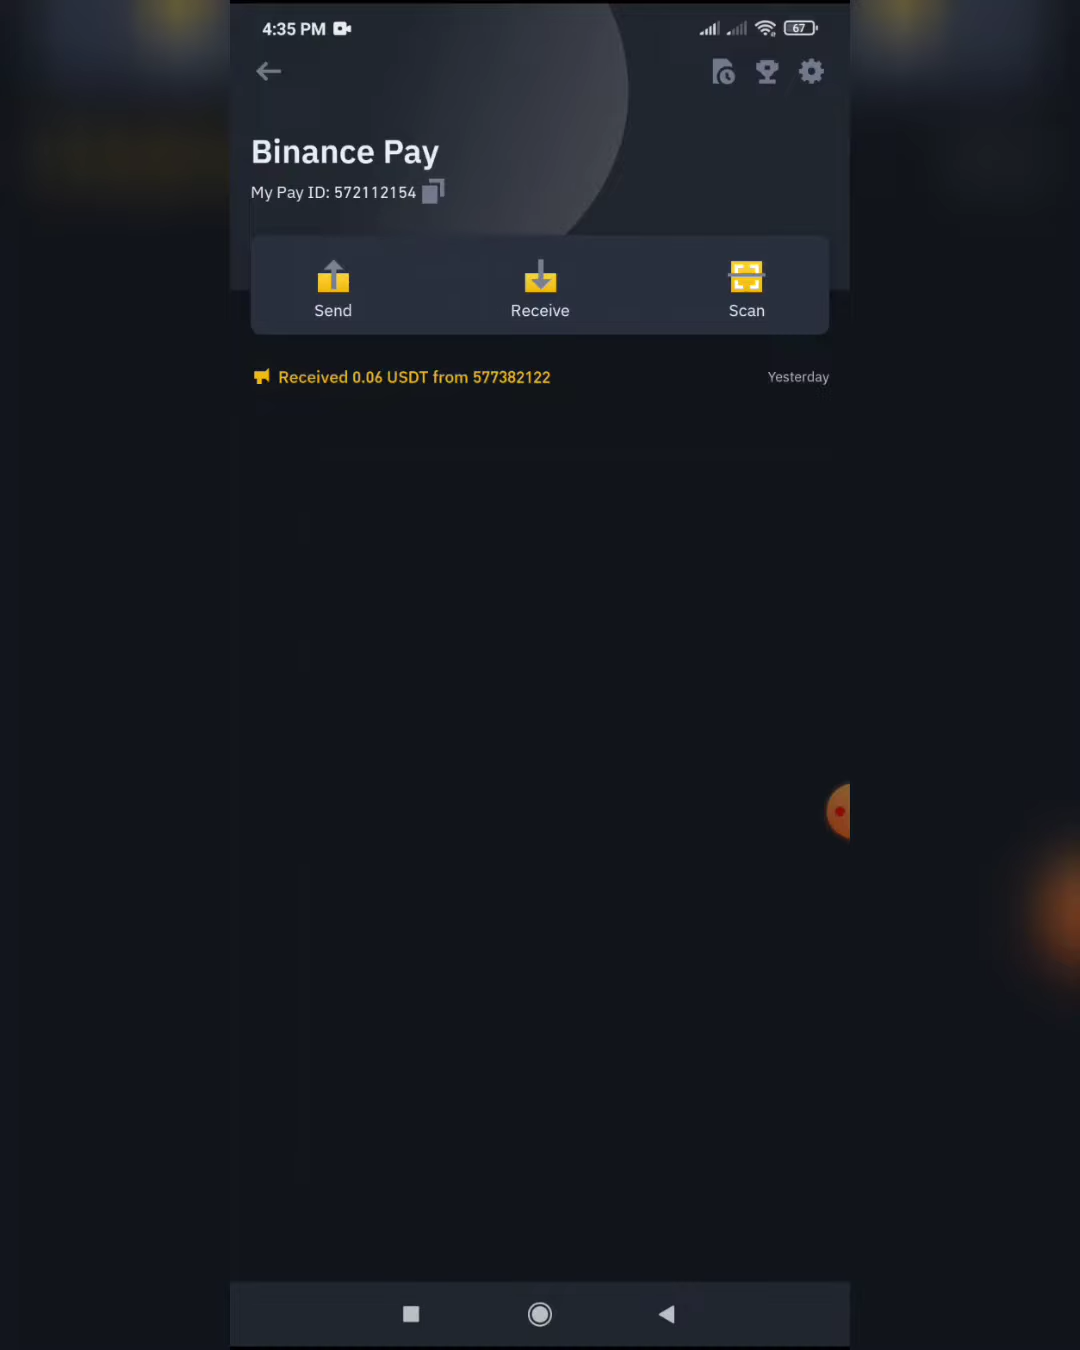 4:35 PM
67
Binance Pay
My Pay ID: 572112154
Send
Receive
Scan
Received 0.06 USDT from 577382122
Yesterday